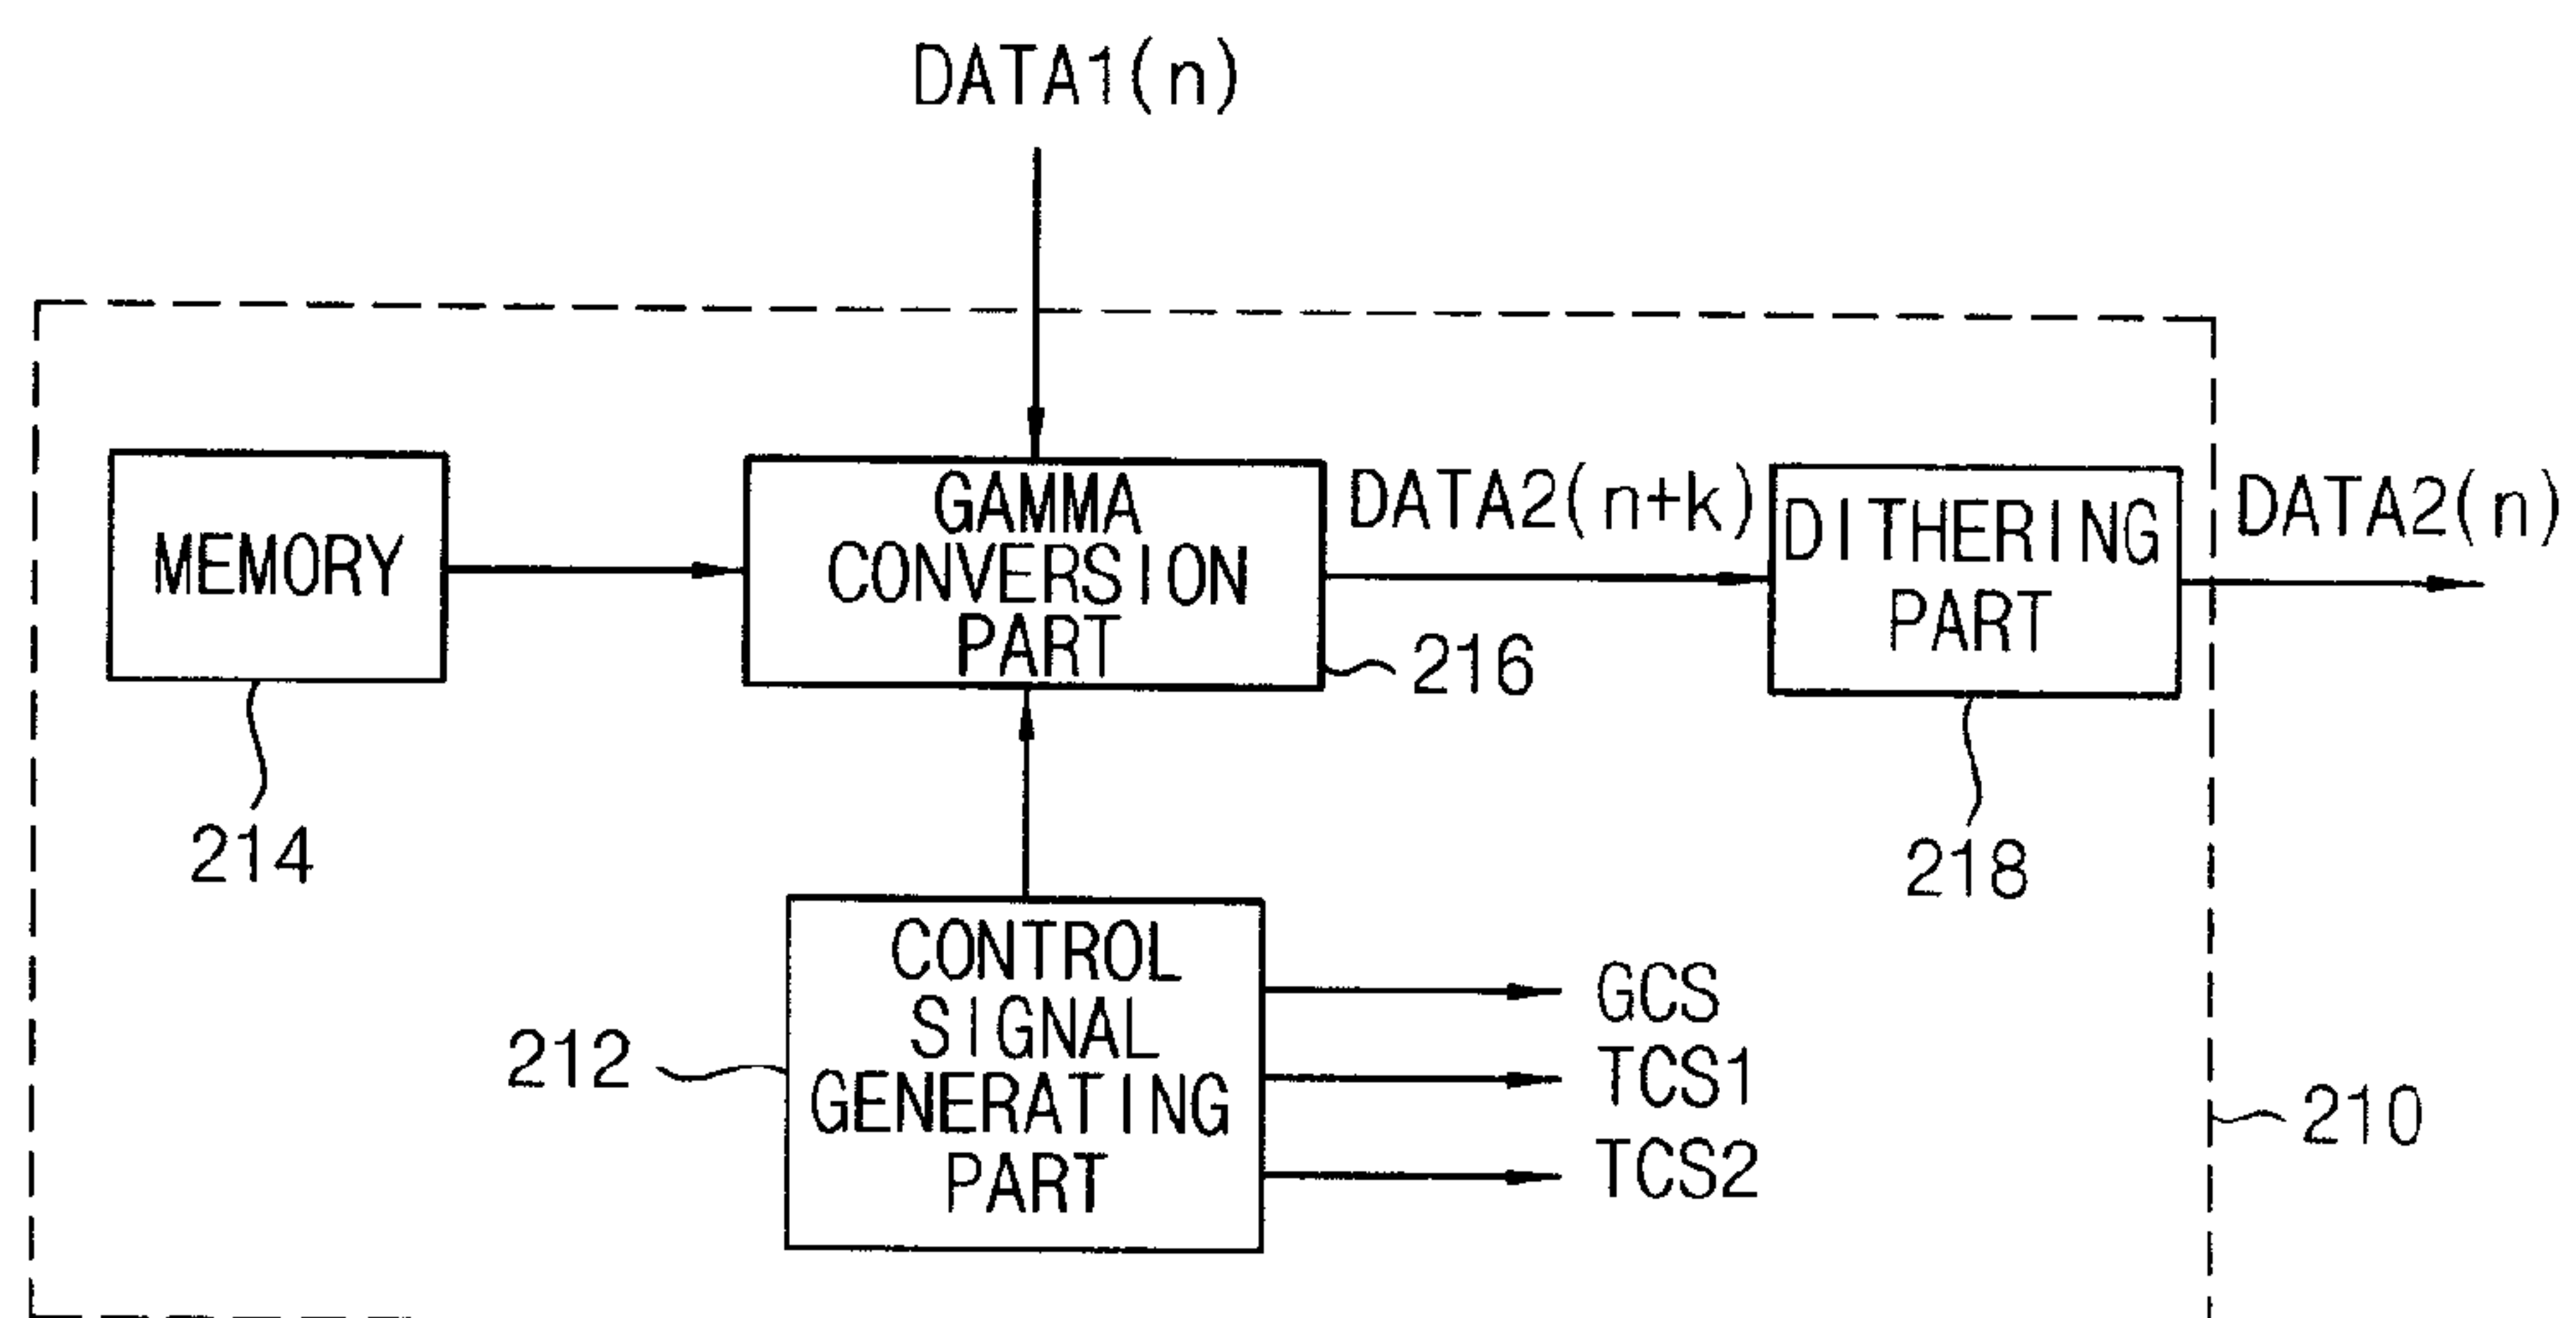 DATA1(n)
MEMORY
GAMMA
CONVERSION
PART
DATA2(n+k)
DITHERING
PART
DATA2(n)
216
214
218
CONTROL
SIGNAL
GENERATING
PART
212
GCS
TCS1
TCS2
210